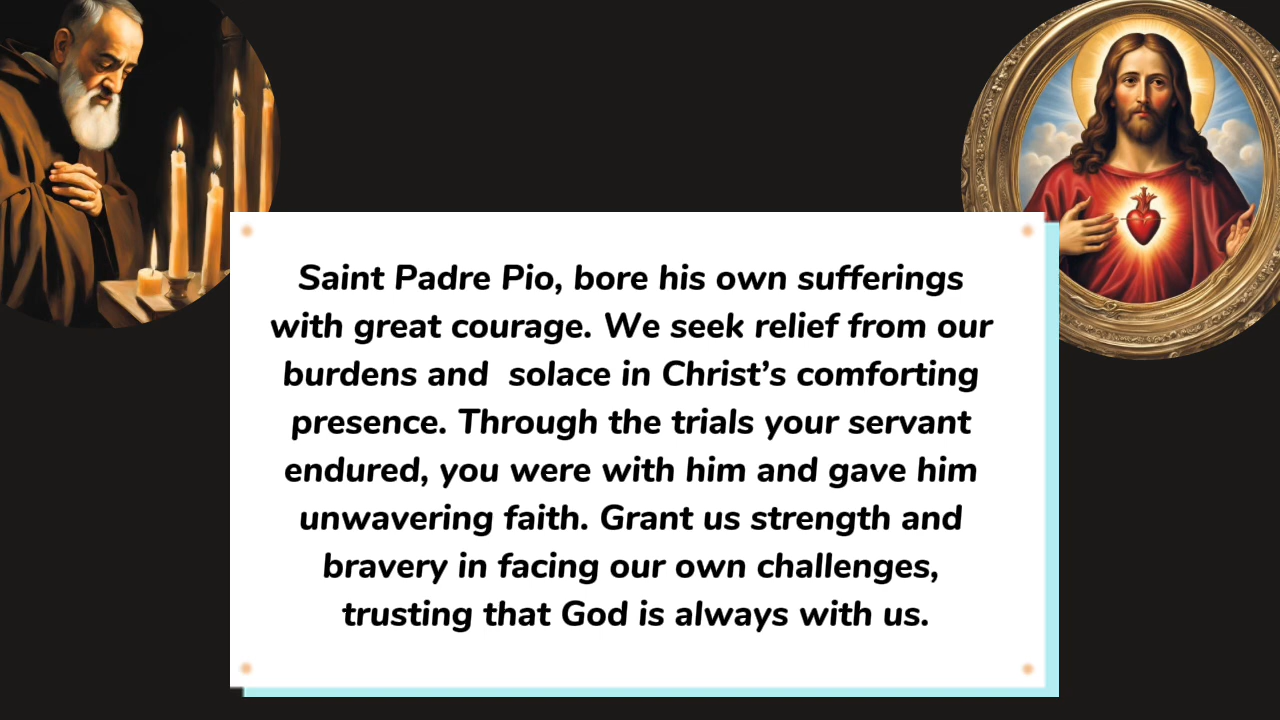 Saint Padre Pio, bore his own sufferings
with great courage. We seek relief from our
burdens and  solace in Christ’s comforting
presence. Through the trials your servant
endured, you were with him and gave him
unwavering faith. Grant us strength and
bravery in facing our own challenges,
trusting that God is always with us.